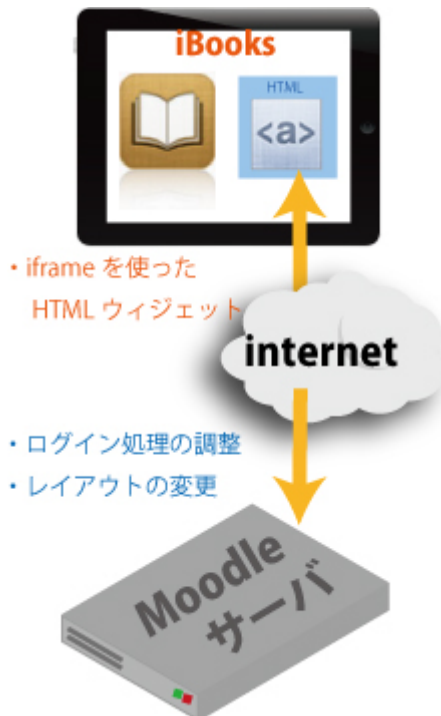 iBooks
HTML
<a>
・iframe を使った
HTML ウィジェット
internet
・ログイン処理の調整
・レイアウトの変更
Moodle
サーバ